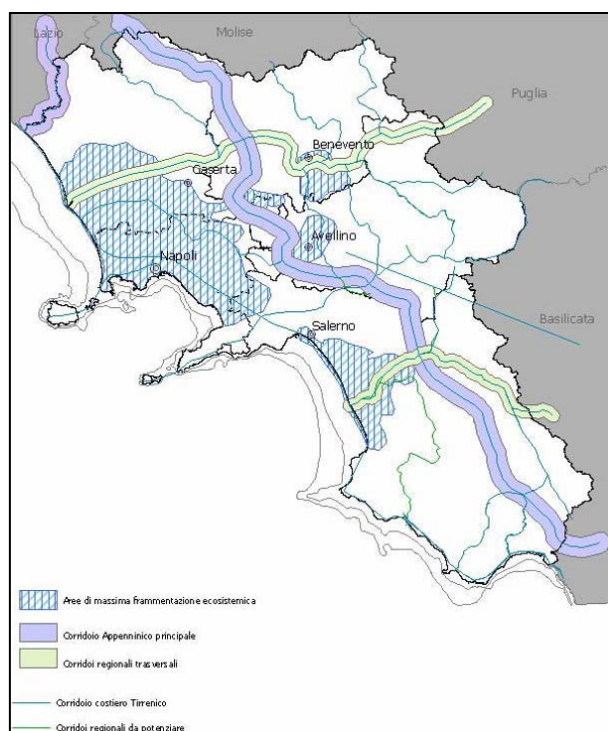 Lazio
Molise
Puglia
Benevento
Caserta
Avellino
Napoli
Basilicata
Salerno
Aree di massima frammentazione ecosistemica
Corridoio Appenninico principale
Corridoi regionali trasversali
Corridoio costiero Tirrenico
Corridoi regionali da potenziare